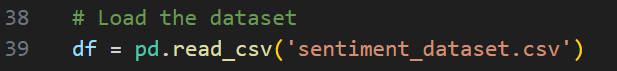 38 # Load the dataset
39 df = pd.read_csv('sentiment_dataset.csv')